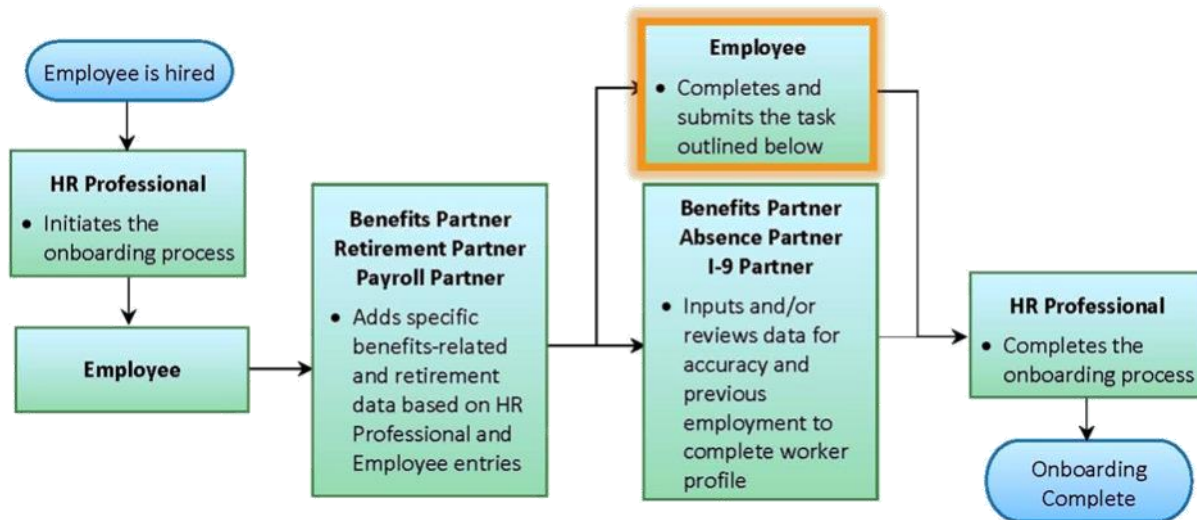 Employee is hired
HR Professional
• Initiates the
onboarding process
Employee
Benefits Partner
Retirement Partner
Payroll Partner
• Adds specific
benefits-related
and retirement
data based on HR
Professional and
Employee entries
Employee
• Completes and
submits the task
outlined below
Benefits Partner
Absence Partner
I-9 Partner
• Inputs and/or
reviews data for
accuracy and
previous
employment to
complete worker
profile
HR Professional
• Completes the
onboarding process
Onboarding
Complete